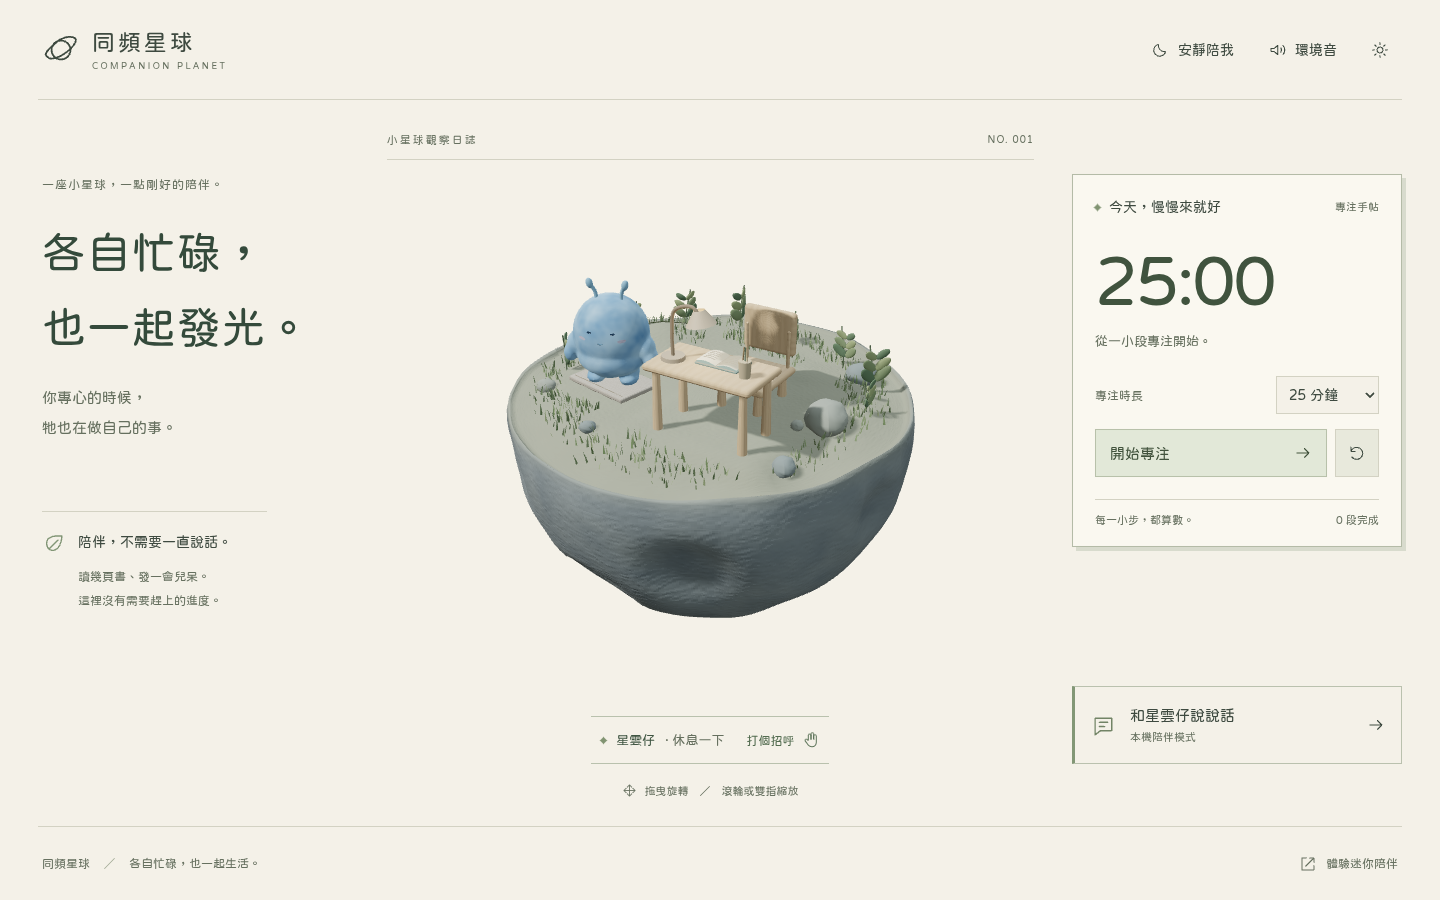 同頻星球
COMPANION PLANET
安靜陪我
環境音
小星球觀察日誌
NO. 001
一座小星球，一點剛好的陪伴。
各自忙碌，
也一起發光。
你專心的時候，
牠也在做自己的事。
陪伴，不需要一直說話。
讀幾頁書、發一會兒呆。
這裡沒有需要趕上的進度。
今天，慢慢來就好
專注手帖
25:00
從一小段專注開始。
專注時長
25 分鐘
開始專注
每一小步，都算數。
0 段完成
和星雲仔說說話
本機陪伴模式
星雲仔 · 休息一下
打個招呼
拖曳旋轉 ／ 滾輪或雙指縮放
同頻星球 ／ 各自忙碌，也一起生活。
體驗迷你陪伴